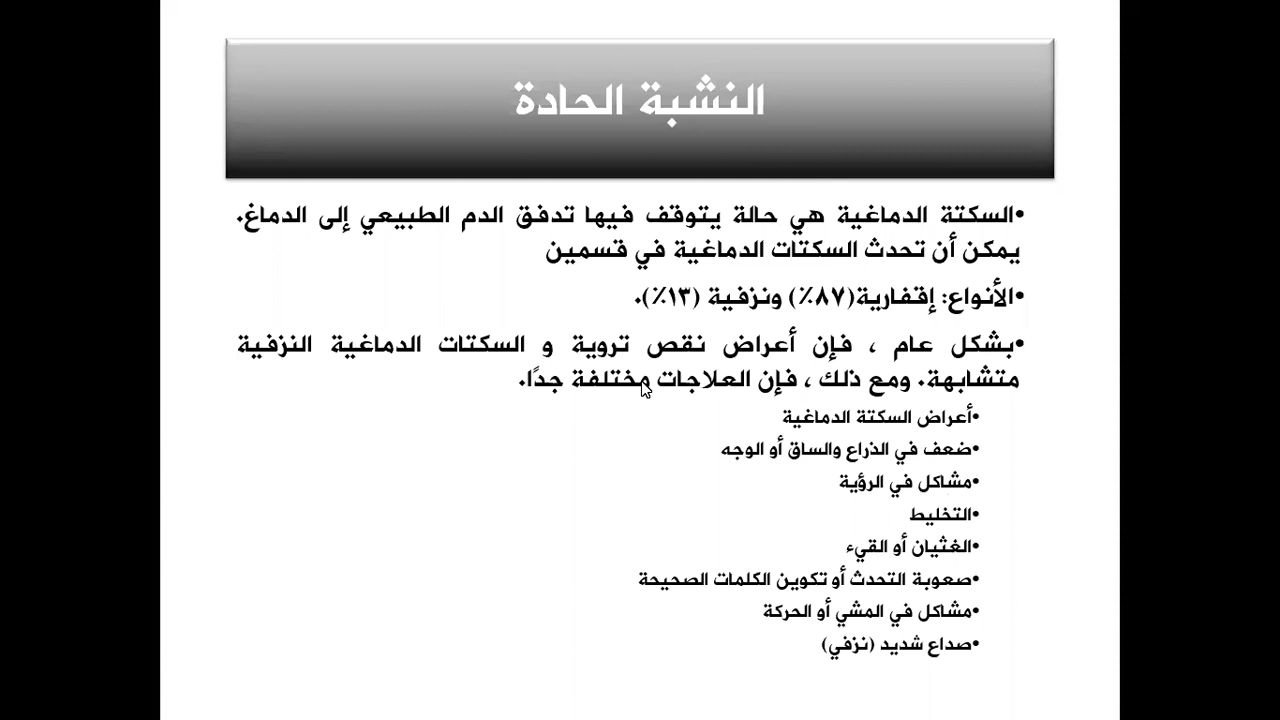 النشبة الحادة
•السكتة الدماغية هي حالة يتوقف فيها تدفق الدم الطبيعي إلى الدماغ.
يمكن أن تحدث السكتات الدماغية في قسمين
•الأنواع: إقفارية(٨٧٪) ونزفية (١٣٪).
•بشكل عام ، فإن أعراض نقص تروية و السكتات الدماغية النزفية
متشابهة. ومع ذلك ، فإن العلاجات مختلفة جدًا.
•أعراض السكتة الدماغية
•ضعف في الذراع والساق أو الوجه
•مشاكل في الرؤية
•التخليط
•الغثيان أو القيء
•صعوبة التحدث أو تكوين الكلمات الصحيحة
•مشاكل في المشي أو الحركة
•صداع شديد (نزفي)